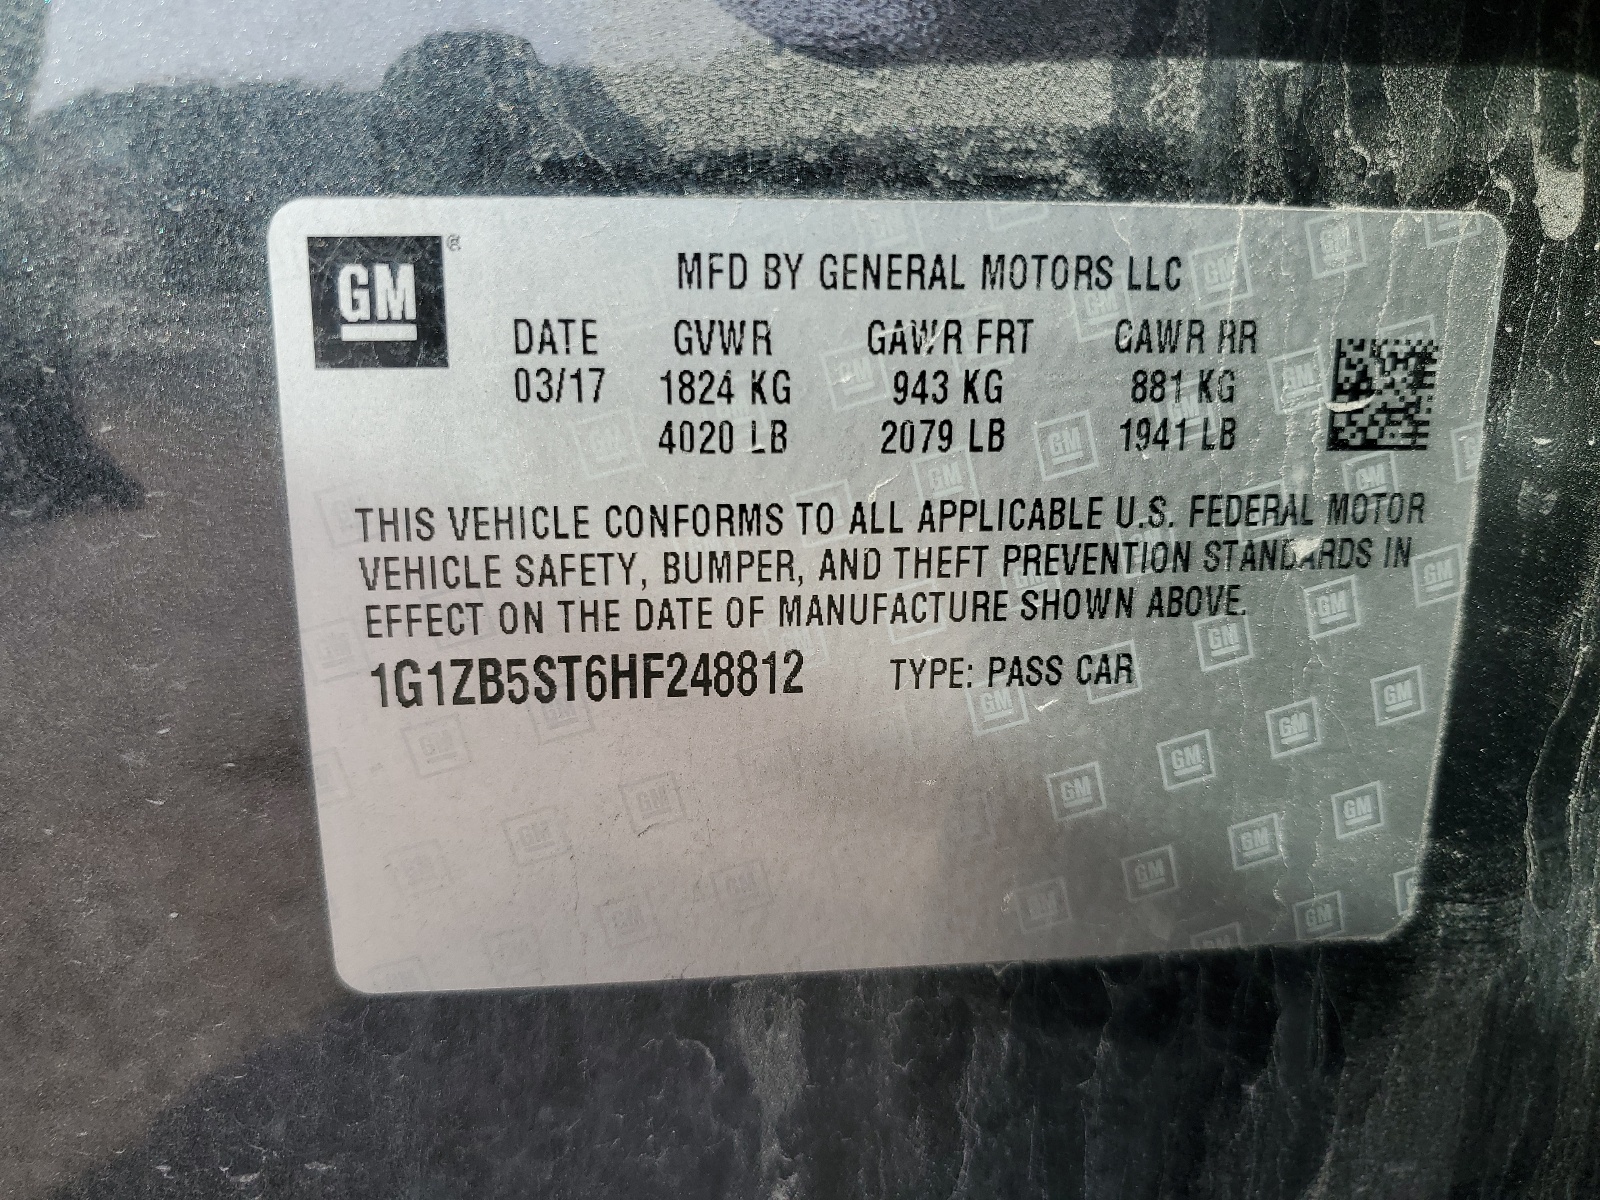 GM®
MFD BY GENERAL MOTORS LLC
DATE GVWR GAWR FRT GAWR RR
03/17 1824 KG 943 KG 881 KG
4020 LB 2079 LB 1941 LB
THIS VEHICLE CONFORMS TO ALL APPLICABLE U.S. FEDERAL MOTOR
VEHICLE SAFETY, BUMPER, AND THEFT PREVENTION STANDARDS IN
EFFECT ON THE DATE OF MANUFACTURE SHOWN ABOVE.
1G1ZB5ST6HF248812 TYPE: PASS CAR